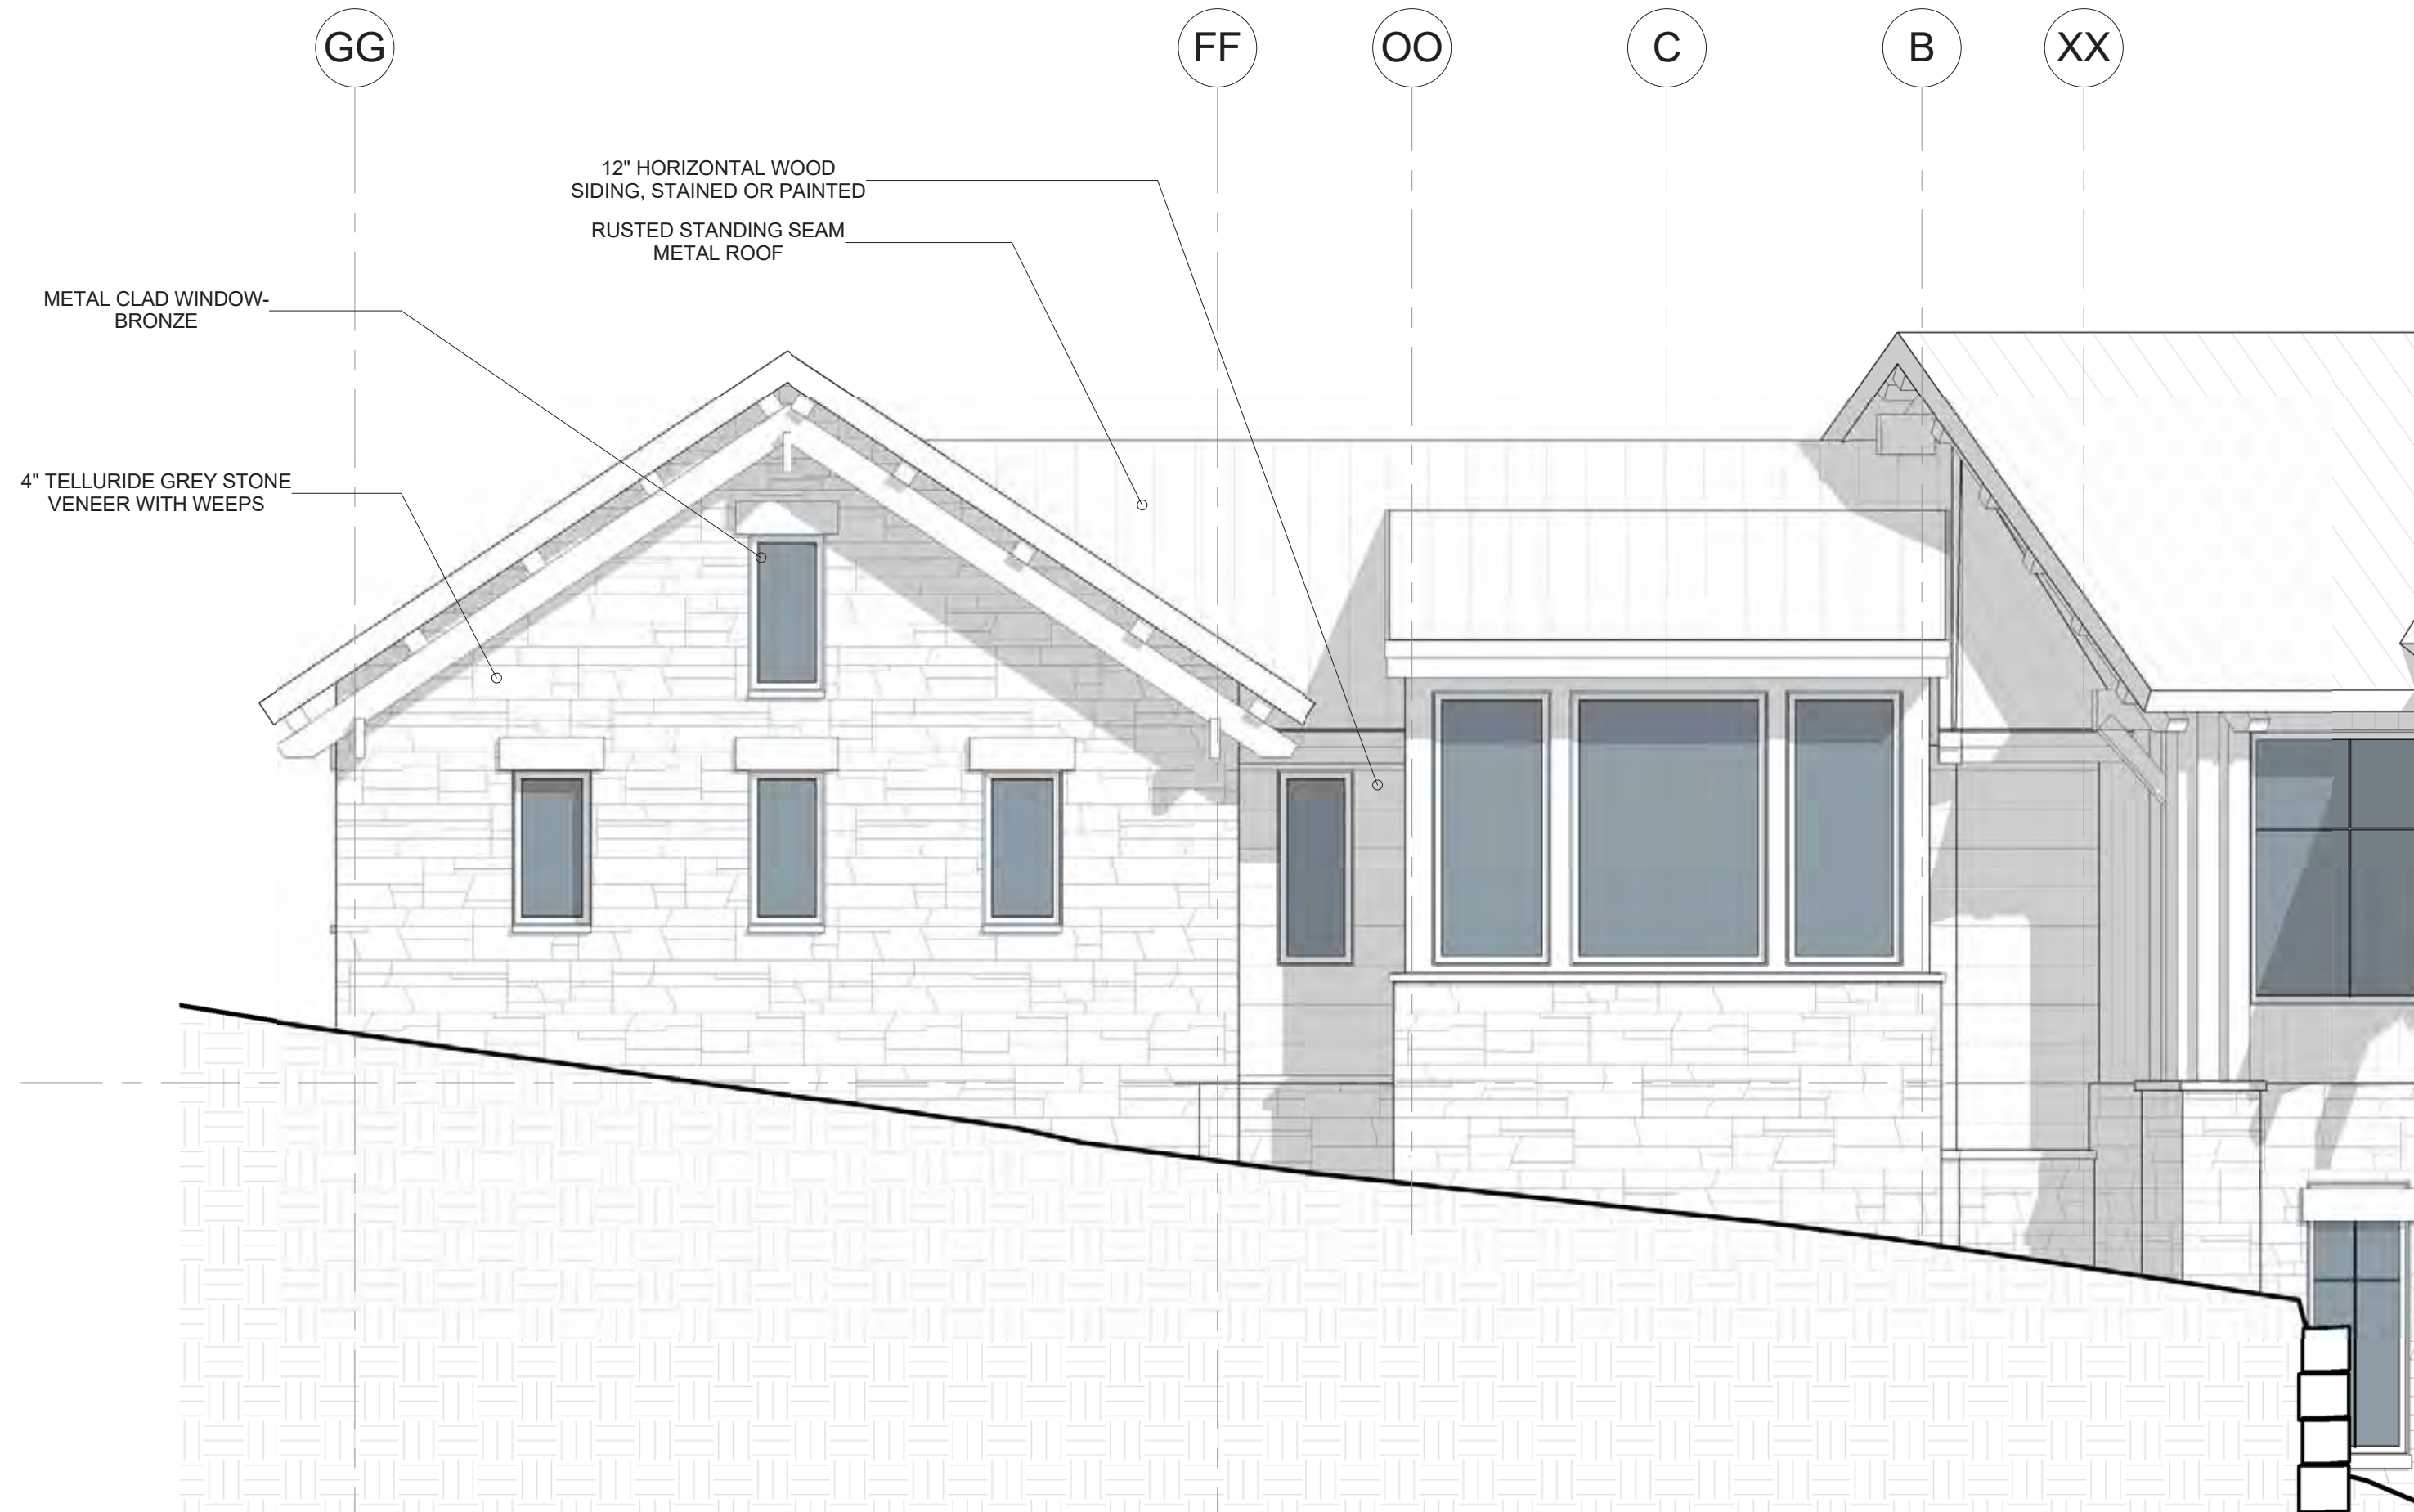 GG
FF
OO
C
B
XX
12" HORIZONTAL WOOD
SIDING, STAINED OR PAINTED
RUSTED STANDING SEAM
METAL ROOF
METAL CLAD WINDOW-
BRONZE
4" TELLURIDE GREY STONE
VENEER WITH WEEPS